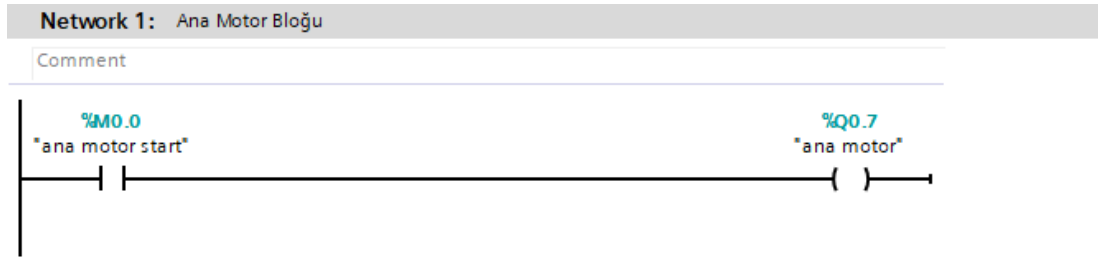 Network 1: Ana Motor Bloğu
Comment
%M0.0 %Q0.7
"ana motor start" "ana motor"